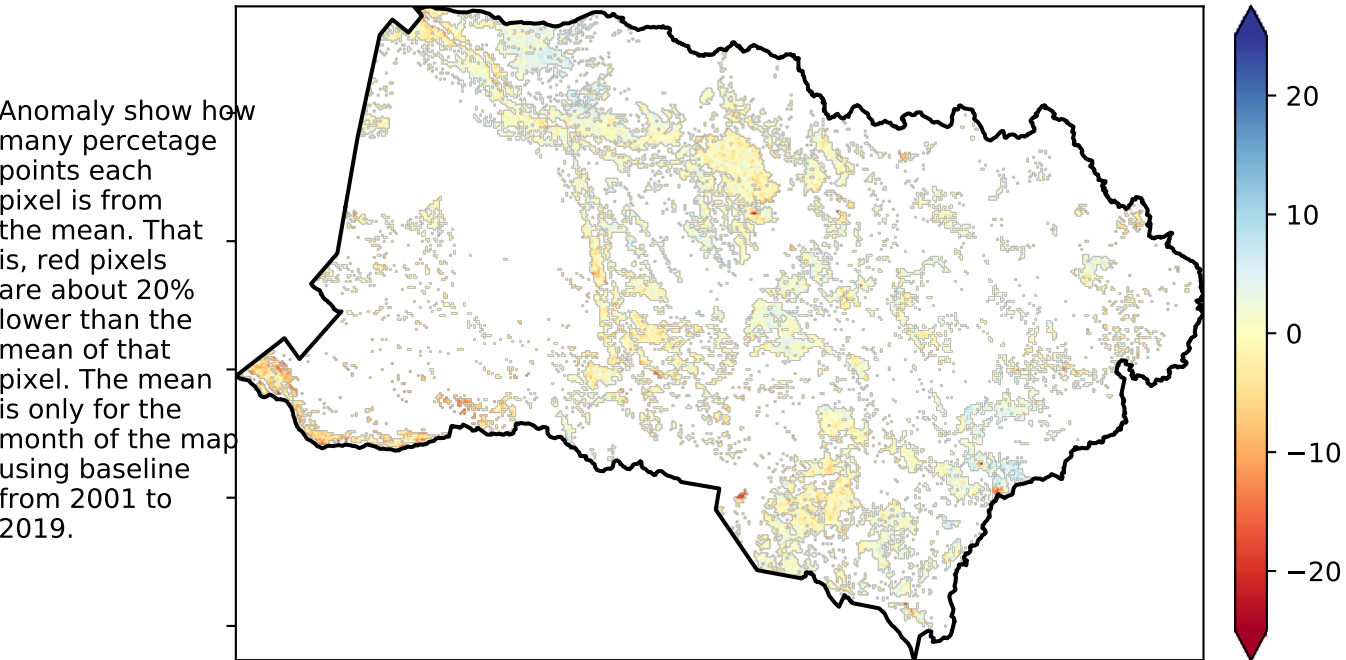 Anomaly show how
many percetage
points each
pixel is from
the mean. That
is, red pixels
are about 20%
lower than the
mean of that
pixel. The mean
is only for the
month of the map
using baseline
from 2001 to
2019.
20
10
0
−10
−20